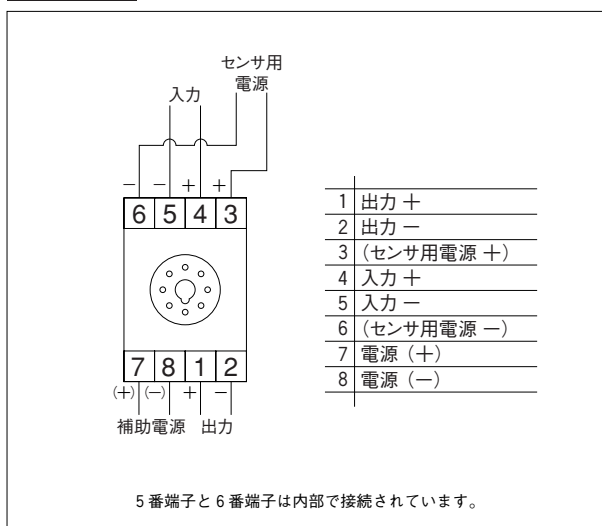 センサ用
電源
入力
− − + +
6 5 4 3
7 8 1 2
(+) (−) + −
補助電源 出力
1 出力 +
2 出力 −
3 (センサ用電源 +)
4 入力 +
5 入力 −
6 (センサ用電源 −)
7 電源 (+)
8 電源 (−)
5番端子と6番端子は内部で接続されています。